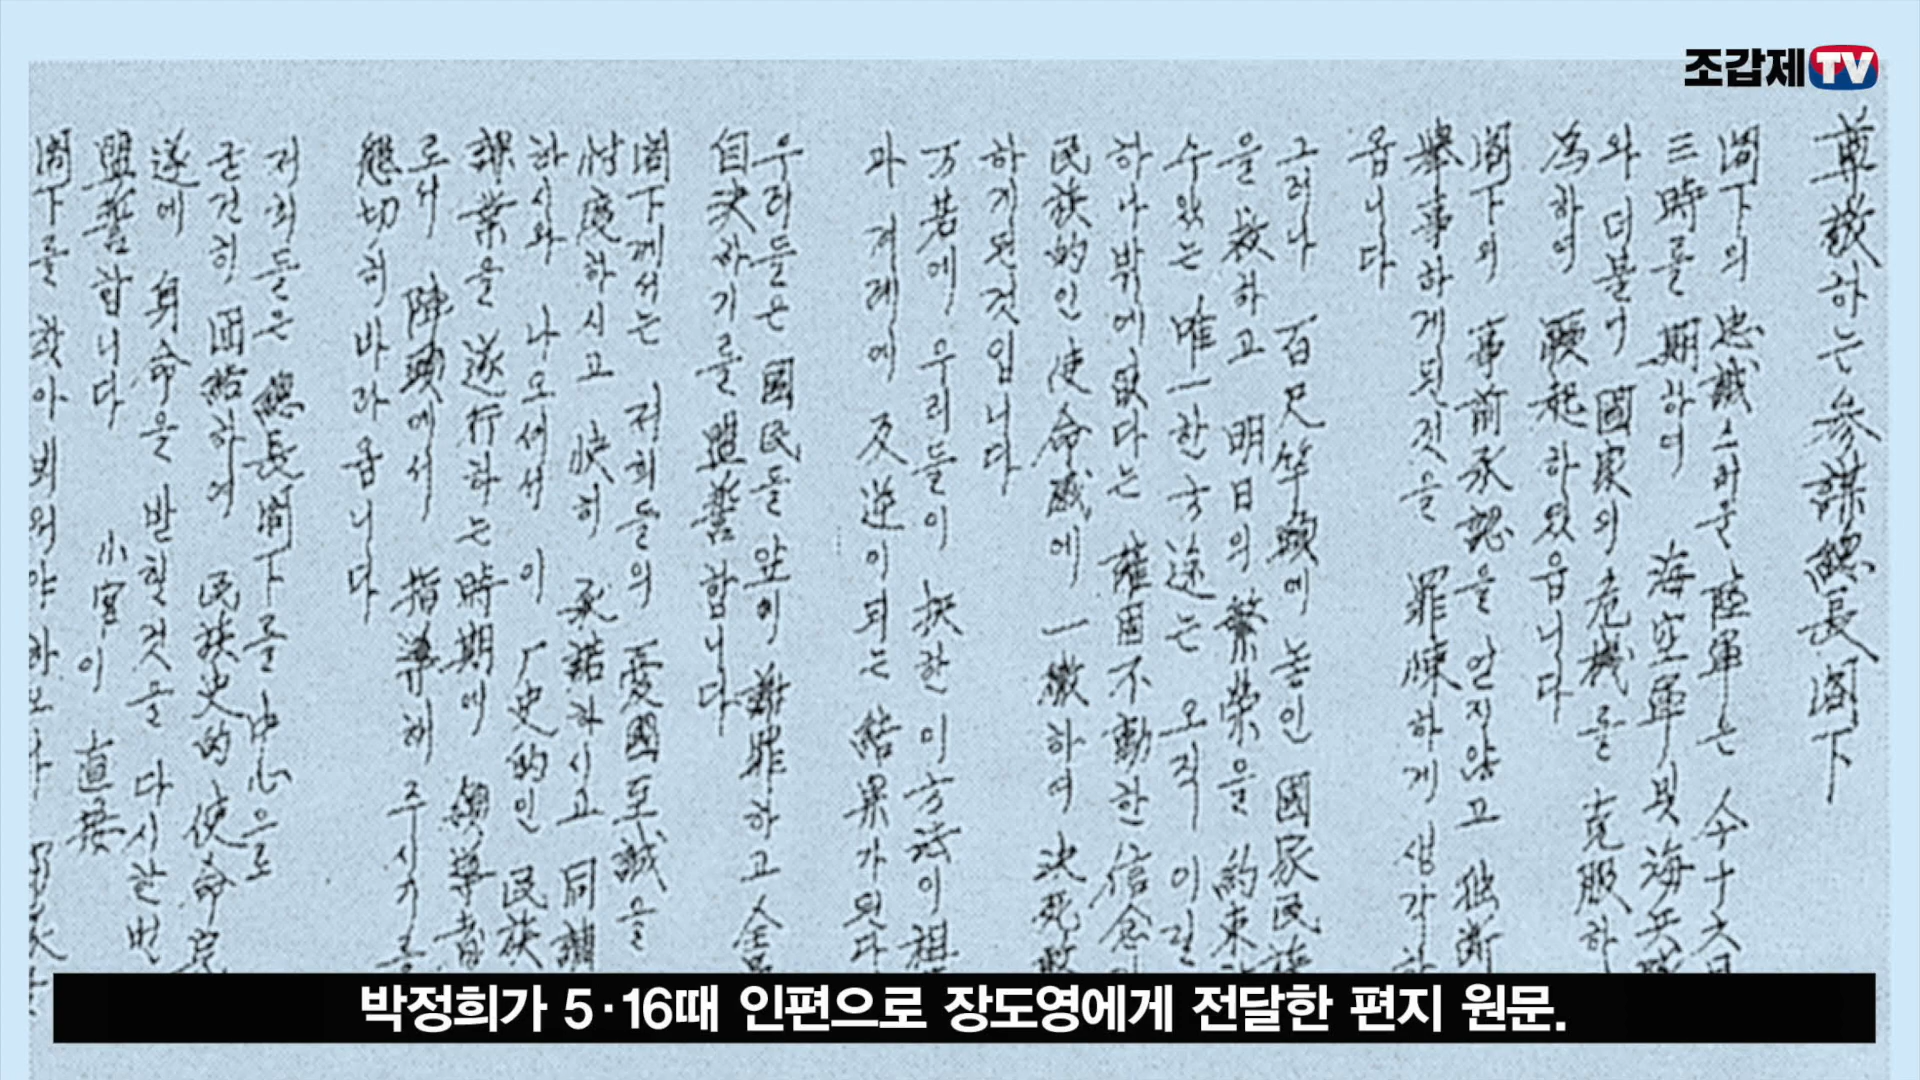 조갑제TV
尊敬하는 參謀總長 閣下
閣下의 忠誠스러운 陸軍는 今十六日
三時를 期하여 海空軍 및 海兵隊
와 더불어 國家의 危機를 克服하
爲하여 蹶起하였읍니다
閣下의 事前承認을 얻지않고 独断
擧事하게된것을 罪悚하게 생각하
옵니다
그러나 百尺竿頭에 놓인 國家民族
을 救하고 明日의 繁榮을 約束
수있는 唯一한 方途는 오직 이길
하나밖에 없다는 確固不動한 信念
民族的인 使命感에 一徹하여 決死敢
하게된것입니다
万若에 우리들이 択한 이 方法이 祖
과 겨레에 反逆이되는 結果가된다
우리들은 國民들 앞에 謝罪하고 全
自決하기를 盟誓합니다
閣下께서는 저희들의 憂國至誠을
忖度하시고 快히 承諾하시고 同調
하시와 나오셔서 이 厂史的인 民族
課業을 遂行하는 時期에 領導者
로서 陣頭에서 指導해 주시기를
懇切히 바라옵니다
저희들은 總長閣下를 中心으로
굳건히 団結하여 民族史的 使命完
遂에 身命을 받칠것을 다시한번
盟誓합니다
小官이 直接
閣下를 찾아 뵈워야 하오나
박정희가 5·16때 인편으로 장도영에게 전달한 편지 원문.